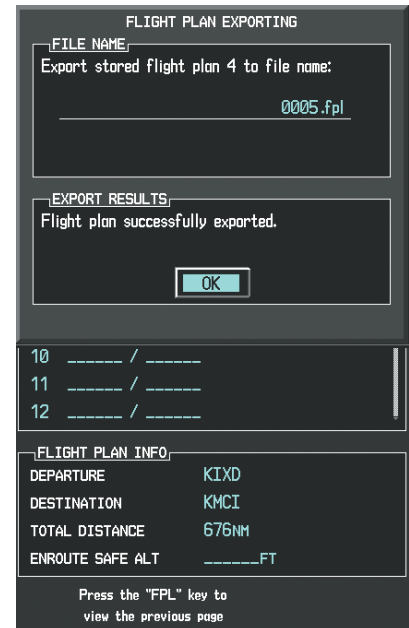 FLIGHT PLAN EXPORTING
FILE NAME
Export stored flight plan 4 to file name:
0005.fpl
EXPORT RESULTS
Flight plan successfully exported.
OK
10 ______ / ______
11 ______ / ______
12 ______ / ______
FLIGHT PLAN INFO
DEPARTURE KIXD
DESTINATION KMCI
TOTAL DISTANCE 676NM
ENROUTE SAFE ALT ______FT
Press the "FPL" key to
view the previous page